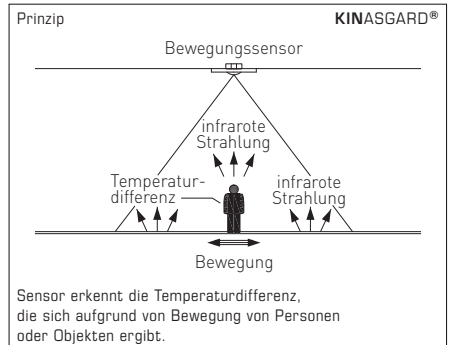 Prinzip KINASGARD®
Bewegungssensor
infrarote
Strahlung
Temperatur-
differenz
infrarote
Strahlung
Bewegung
Sensor erkennt die Temperaturdifferenz,
die sich aufgrund von Bewegung von Personen
oder Objekten ergibt.